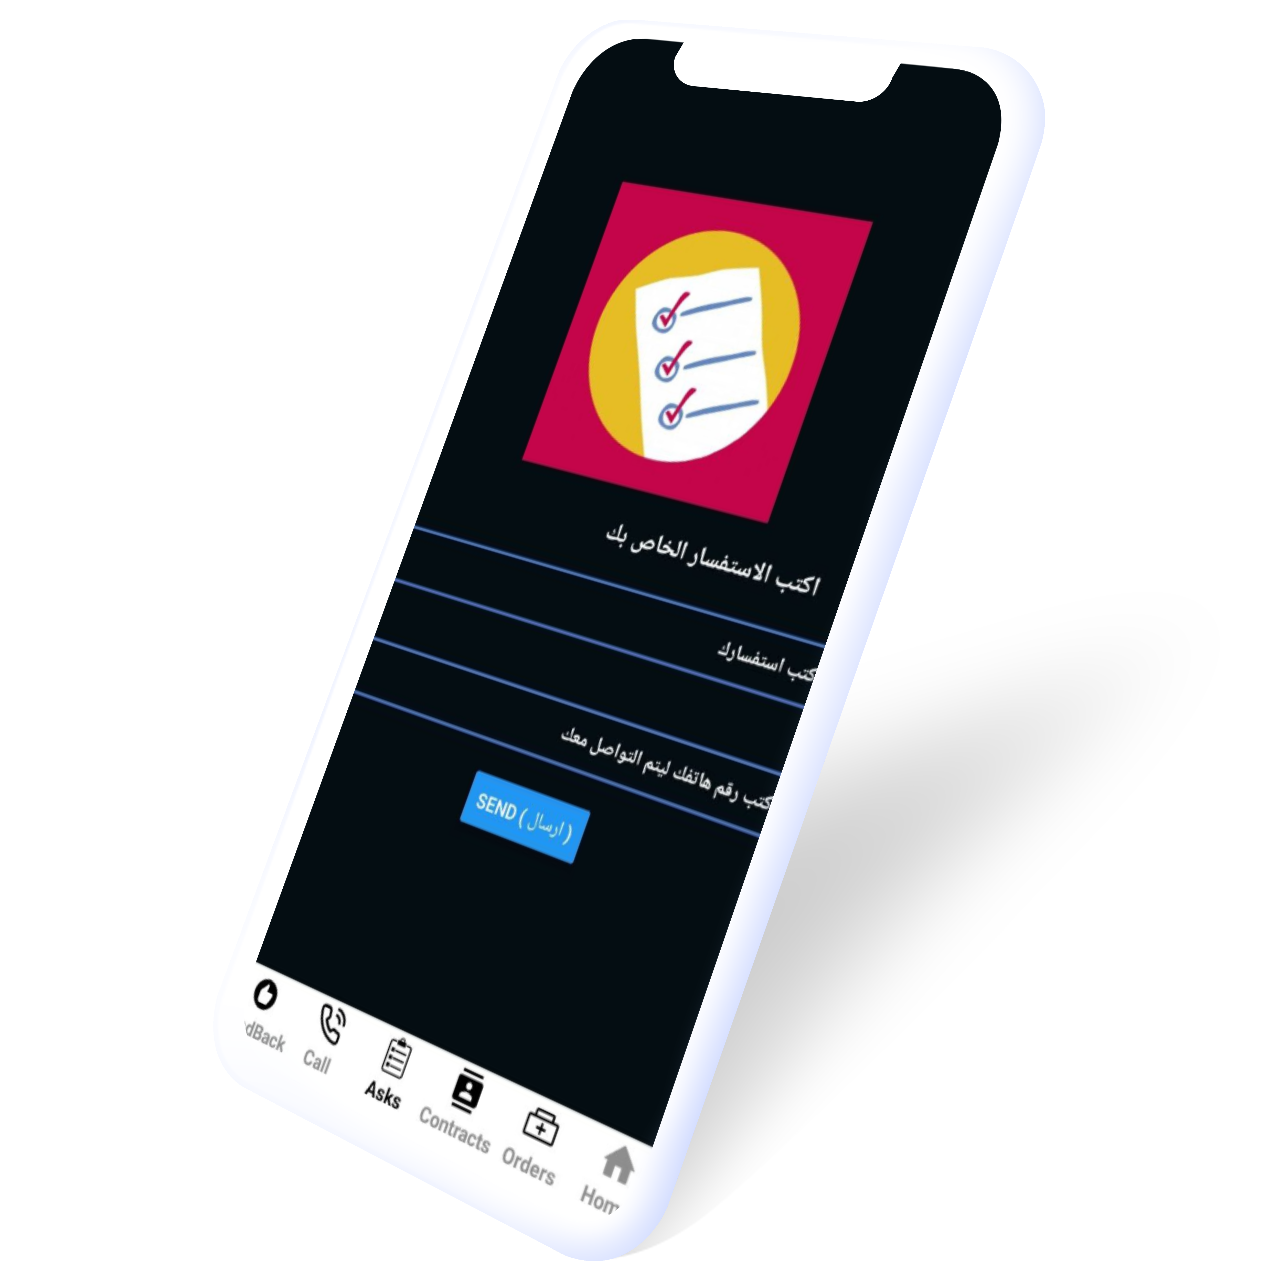 اكتب الاستفسار الخاص بك
كتب استفسارك
كتب رقم هاتفك ليتم التواصل معك
SEND ( ارسال )
dBack
Call
Asks
Contracts
Orders
Hom